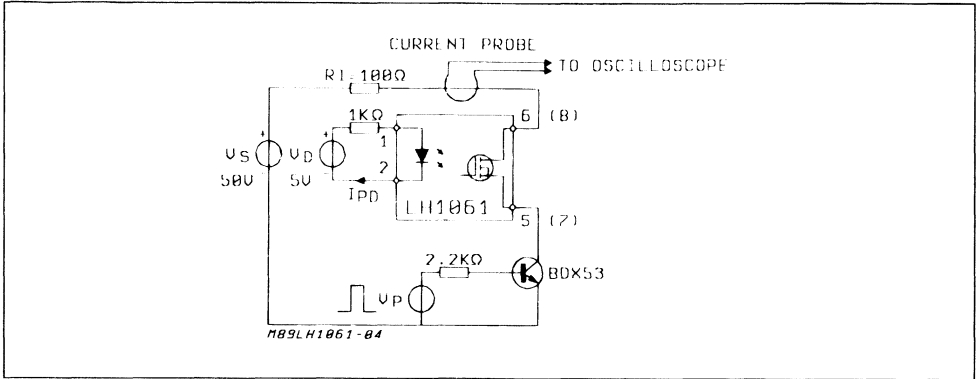 CURRENT PROBE
TO OSCILLOSCOPE
R1=100Ω
6 (8)
1KΩ
1
+
+
VS
VD
2
50V
5V
IPD
LH1061
5 (7)
2.2KΩ
BDX53
VP
M89LH1061-04